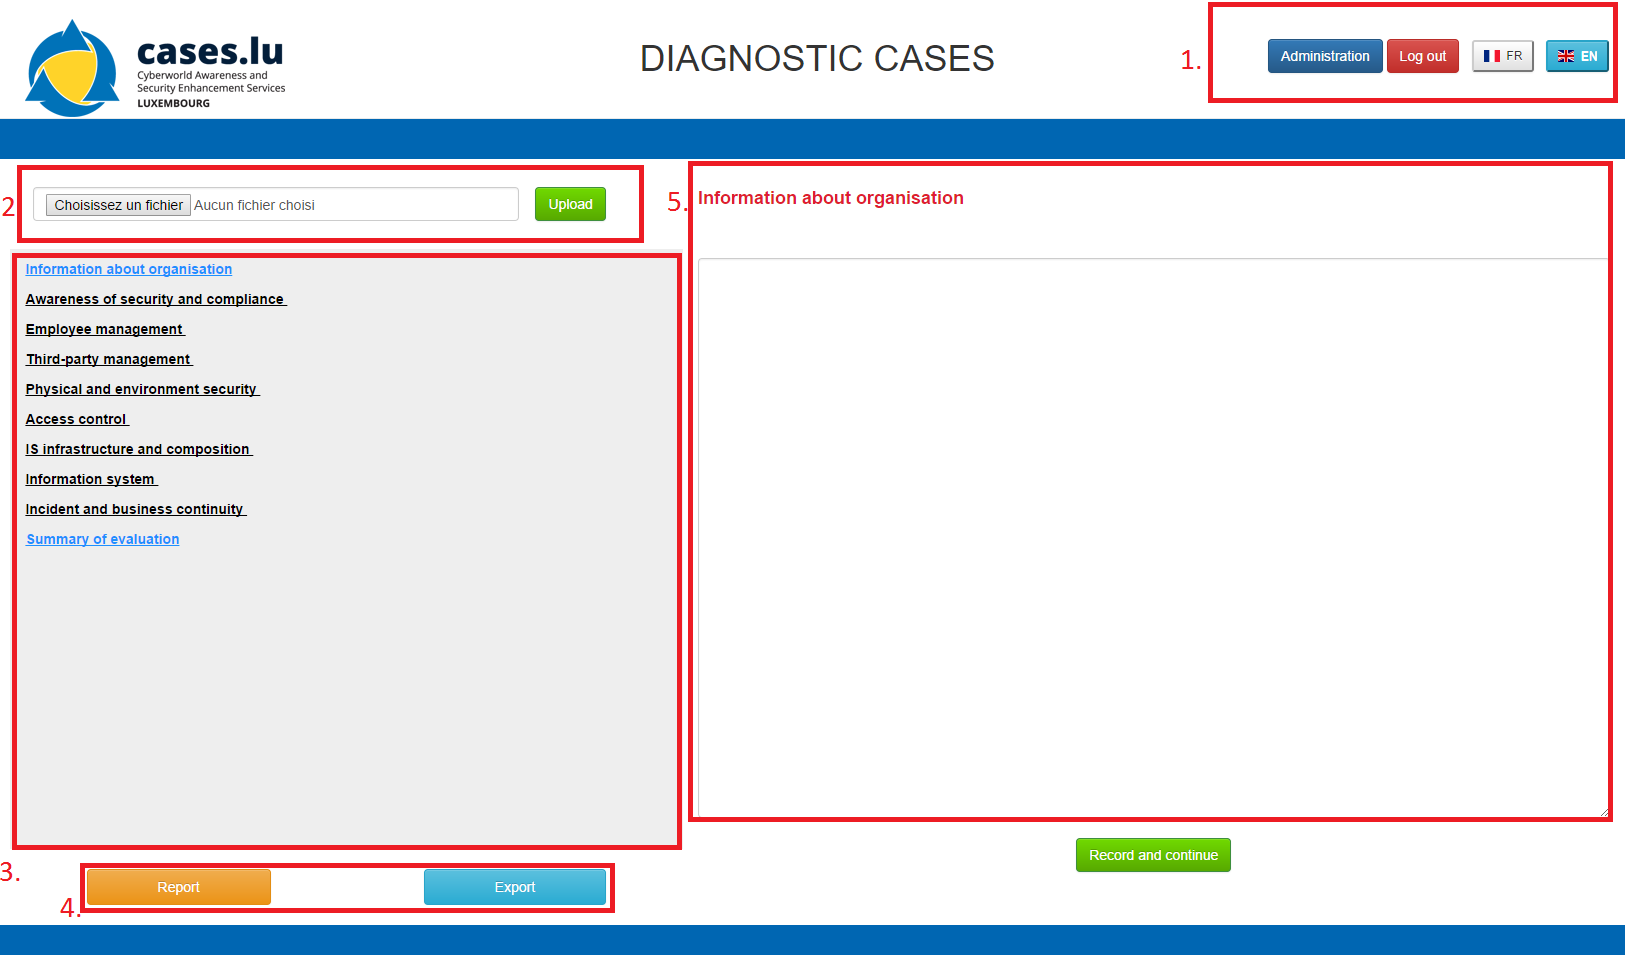 cases.lu
Cyberworld Awareness and
Security Enhancement Services
LUXEMBOURG
DIAGNOSTIC CASES
1.
Administration
Log out
FR
EN
2
Choisissez un fichier Aucun fichier choisi
Upload
Information about organisation
Awareness of security and compliance
Employee management
Third-party management
Physical and environment security
Access control
IS infrastructure and composition
Information system
Incident and business continuity
Summary of evaluation
3.
4.
Report
Export
5.
Information about organisation
Record and continue